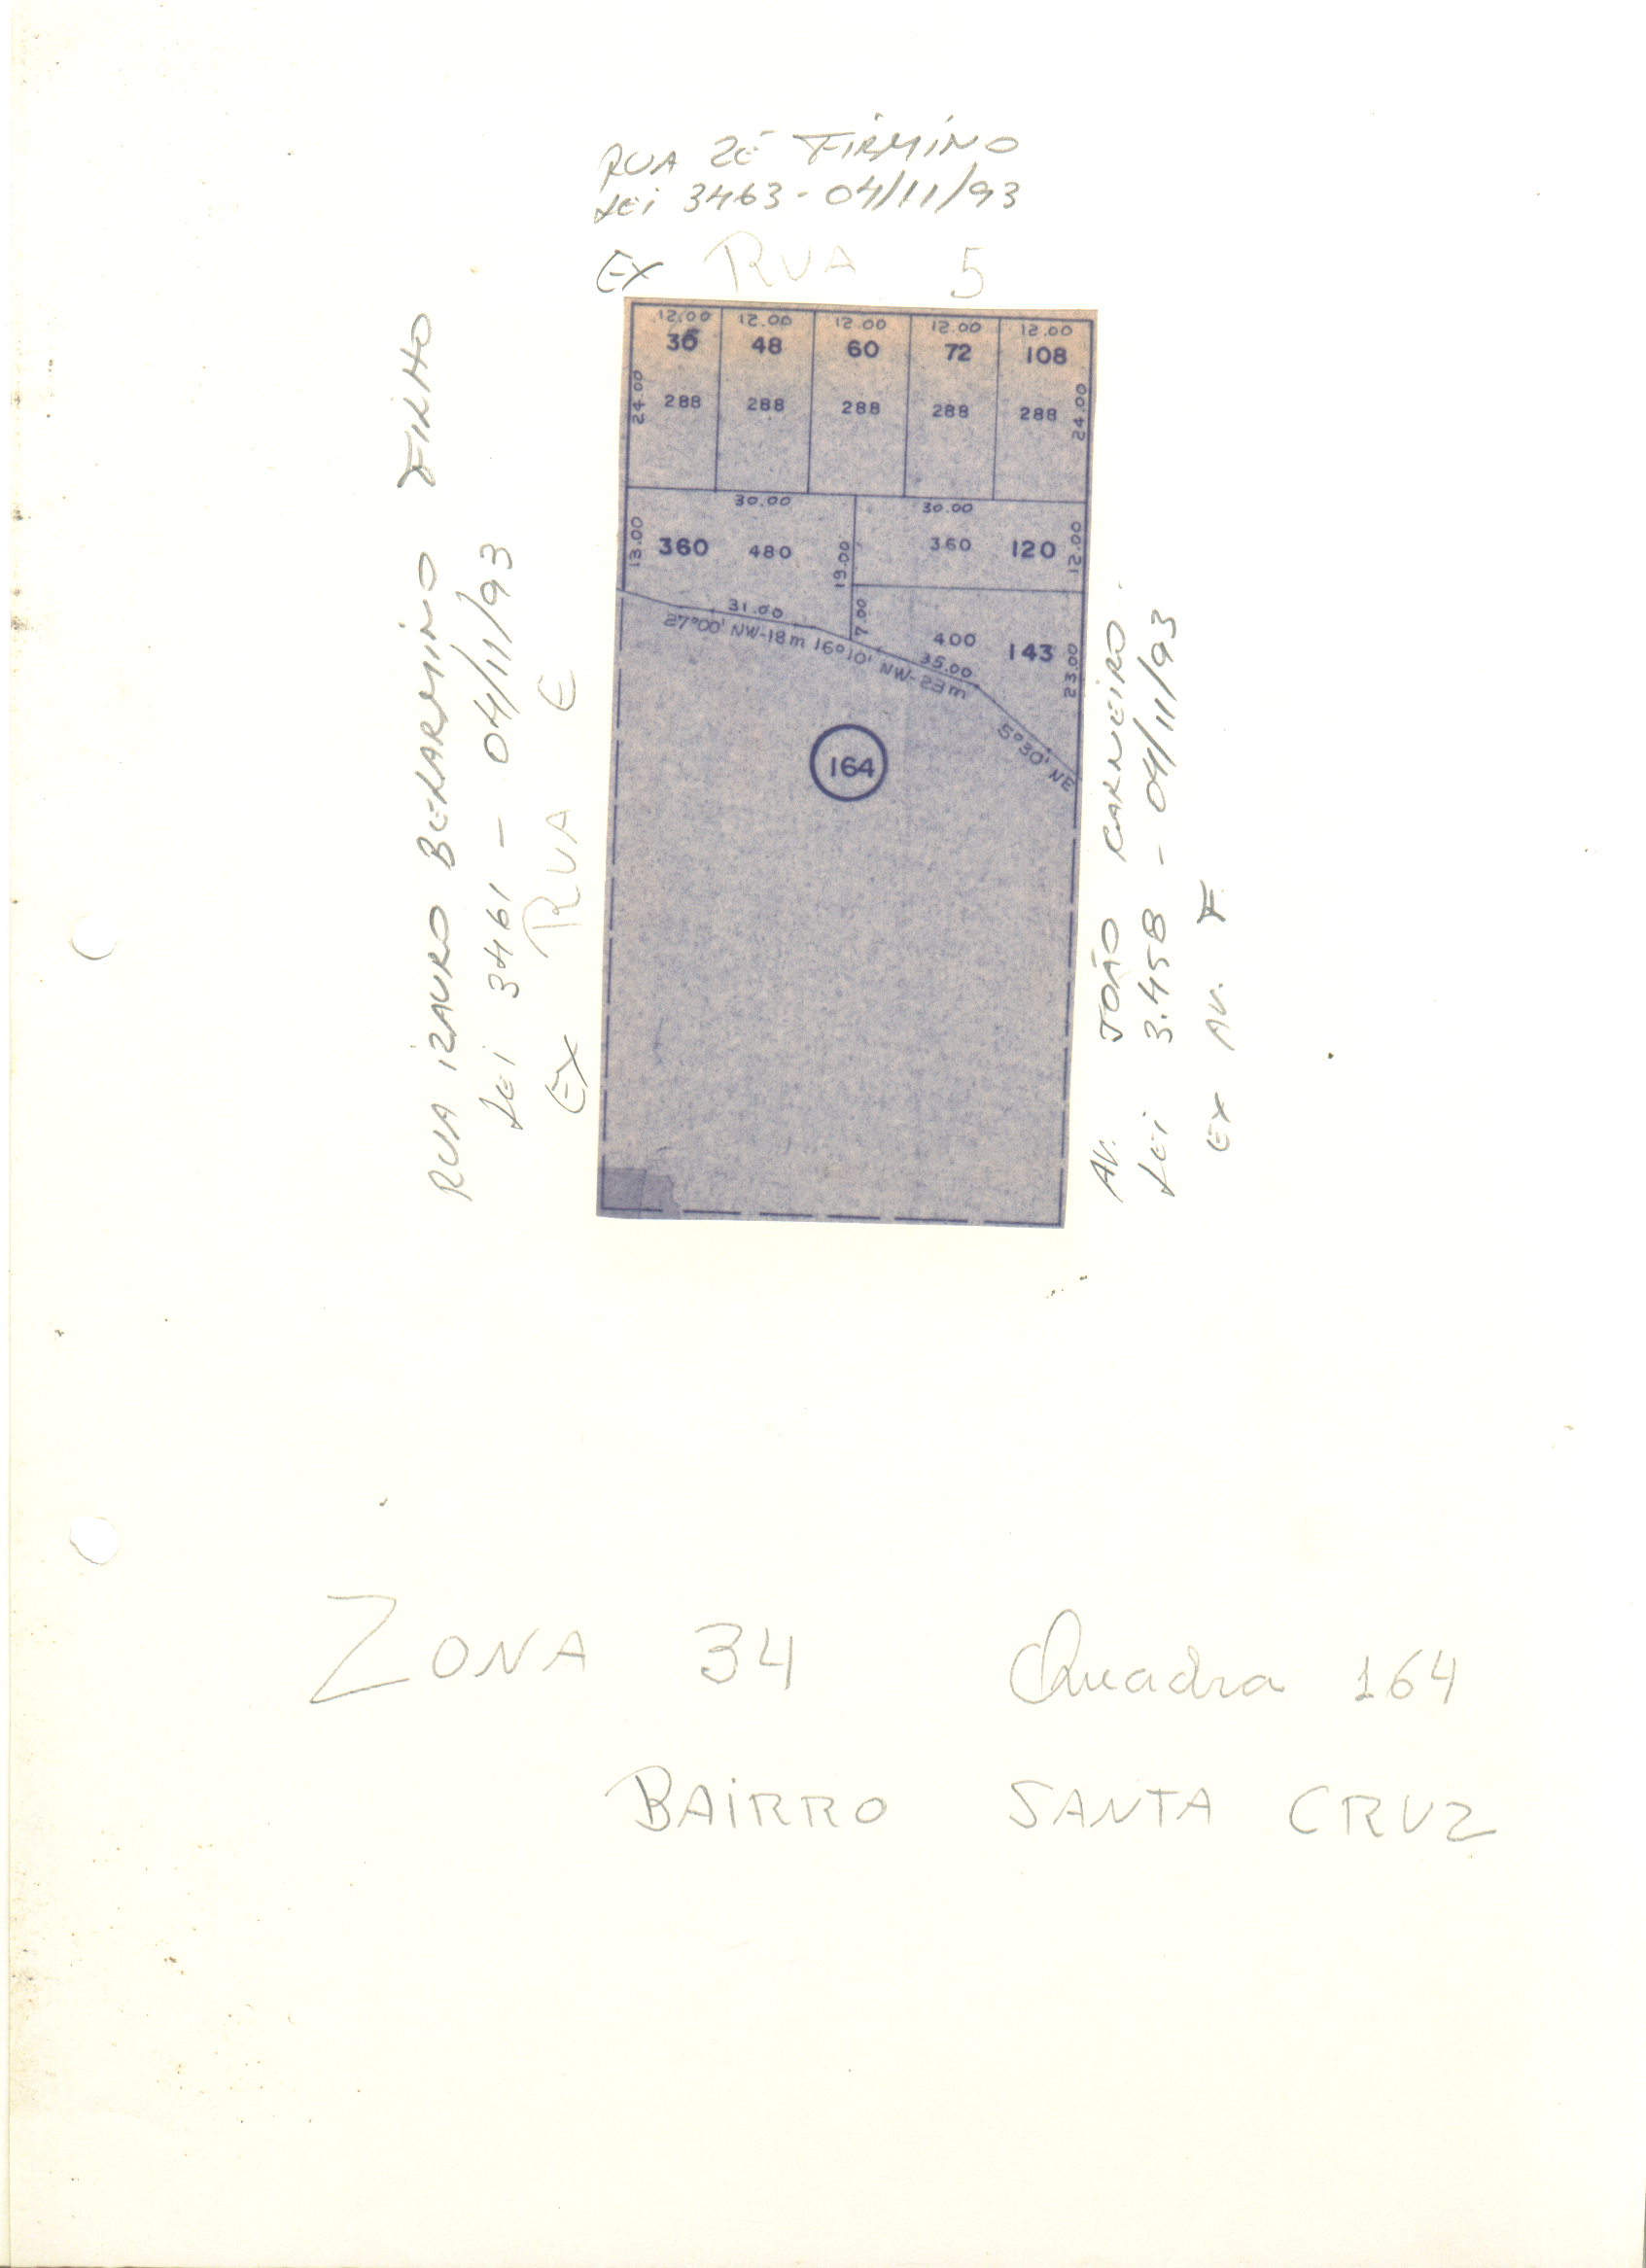 RUA ZÉ FIRMINO
Lei 3463 - 04/11/93
EX RUA 5
12.00 12.00 12.00 12.00 12.00
36 48 60 72 108
24.00 288 288 288 288 288 24.00
30.00 30.00
13.00 360 480 19.00 360 120 12.00
31.00 7.00 400 143 23.00
27°00' NW-18m 16°10' NW-23m
35.00
5°30' NE
164
RUA IZAURO BERARMINO FIRHO
Lei 3461 - 04/11/93
EX RUA E
AV. JOÃO CARNEIRO
Lei 3.458 - 04/11/93
EX AV. F
ZONA 34 Quadra 164
BAIRRO SANTA CRUZ